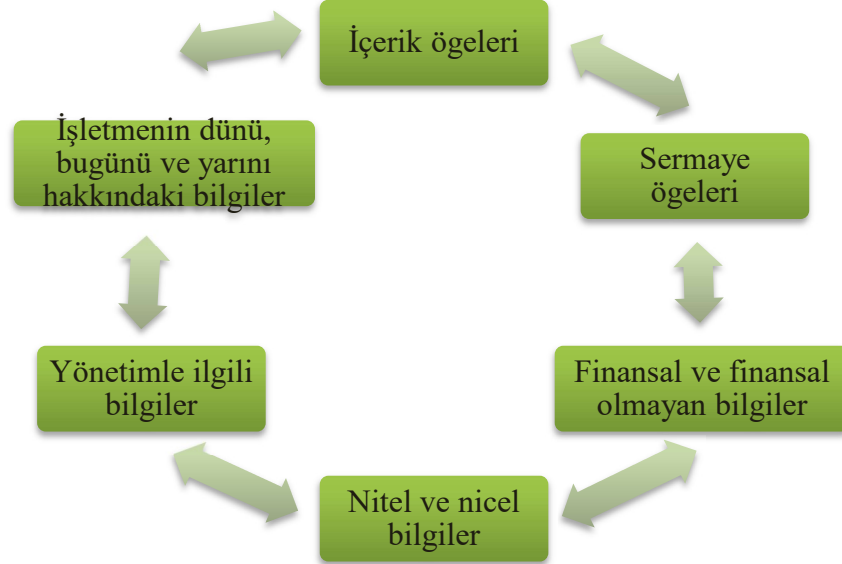 İçerik ögeleri
Sermaye
ögeleri
Finansal ve finansal
olmayan bilgiler
Nitel ve nicel
bilgiler
Yönetimle ilgili
bilgiler
İşletmenin dünü,
bugünü ve yarını
hakkındaki bilgiler